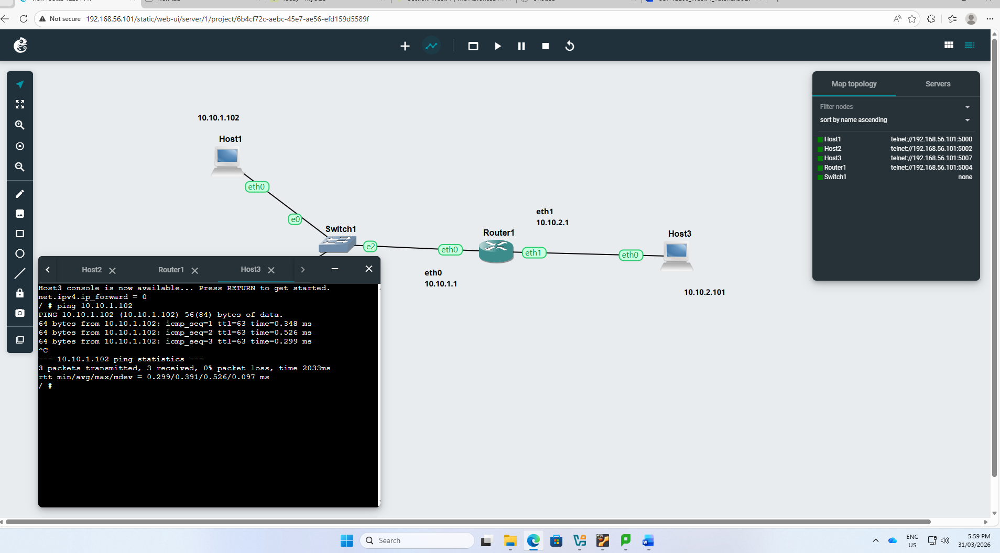 Not secure 192.168.56.101/static/web-ui/server/1/project/6b4cf72c-aebc-45e7-ae56-efd159d5589f
Map topology Servers
Filter nodes
sort by name ascending
Host1 telnet://192.168.56.101:5000
Host2 telnet://192.168.56.101:5002
Host3 telnet://192.168.56.101:5007
Router1 telnet://192.168.56.101:5004
Switch1 none
10.10.1.102
Host1
eth0
e0
Switch1
e2
eth0
Router1
eth1
10.10.2.1
eth1
eth0
Host3
eth0
10.10.1.1
10.10.2.101
Host2 Router1 Host3
Host3 console is now available... Press RETURN to get started.
net.ipv4.ip_forward = 0
/ # ping 10.10.1.102
PING 10.10.1.102 (10.10.1.102) 56(84) bytes of data.
64 bytes from 10.10.1.102: icmp_seq=1 ttl=63 time=0.348 ms
64 bytes from 10.10.1.102: icmp_seq=2 ttl=63 time=0.526 ms
64 bytes from 10.10.1.102: icmp_seq=3 ttl=63 time=0.299 ms
^C
--- 10.10.1.102 ping statistics ---
3 packets transmitted, 3 received, 0% packet loss, time 2033ms
rtt min/avg/max/mdev = 0.299/0.391/0.526/0.097 ms
/ #
Search
ENG
US
5:59 PM
31/03/2026